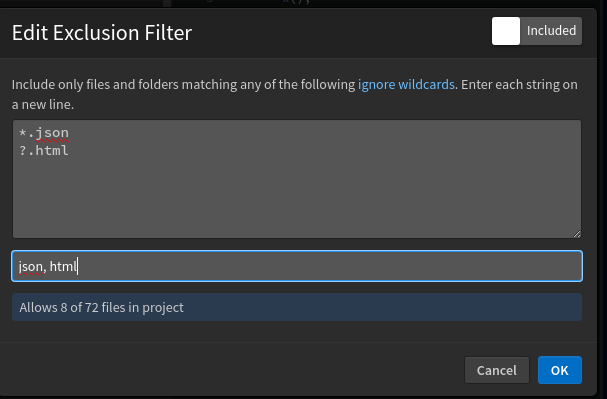 Edit Exclusion Filter
Included
Include only files and folders matching any of the following ignore wildcards. Enter each string on
a new line.
*.json
?.html
json, html
Allows 8 of 72 files in project
Cancel
OK